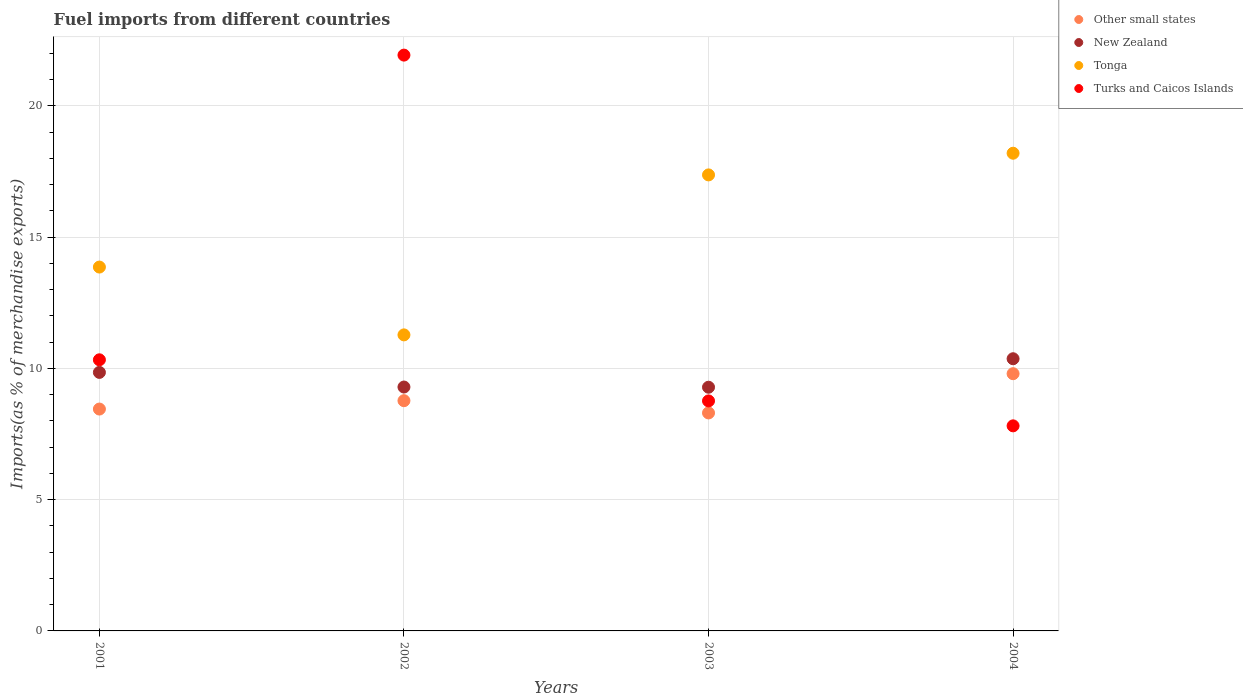 Fuel imports from different countries
Other small states
New Zealand
Tonga
Turks and Caicos Islands
Imports(as % of merchandise exports)
20
15
10
5
0
2001
2002
2003
2004
Years